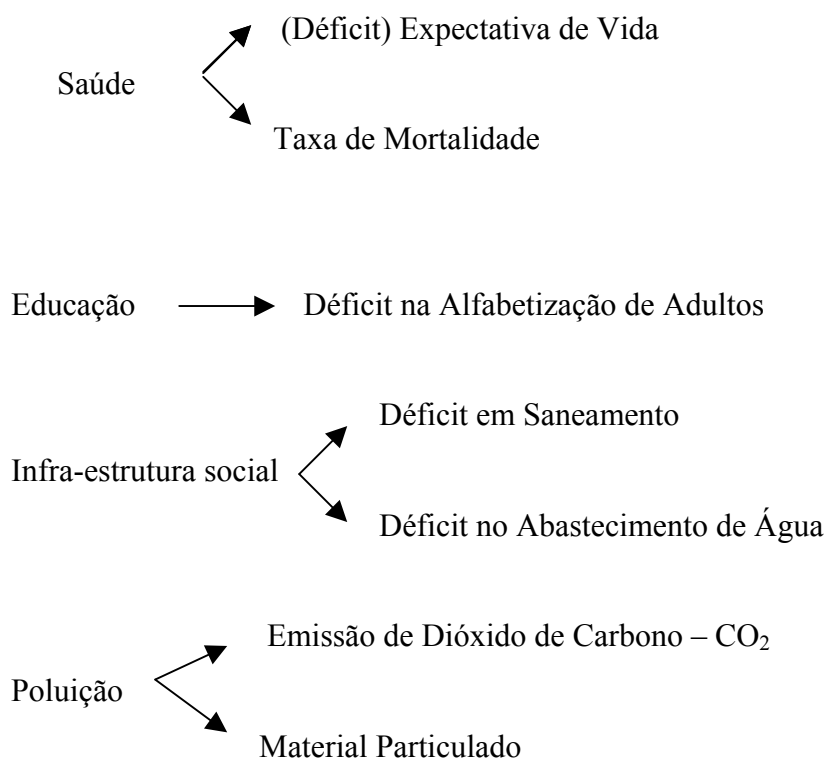 (Déficit) Expectativa de Vida
Saúde
Taxa de Mortalidade
Educação
Déficit na Alfabetização de Adultos
Déficit em Saneamento
Infra-estrutura social
Déficit no Abastecimento de Água
Emissão de Dióxido de Carbono – CO₂
Poluição
Material Particulado